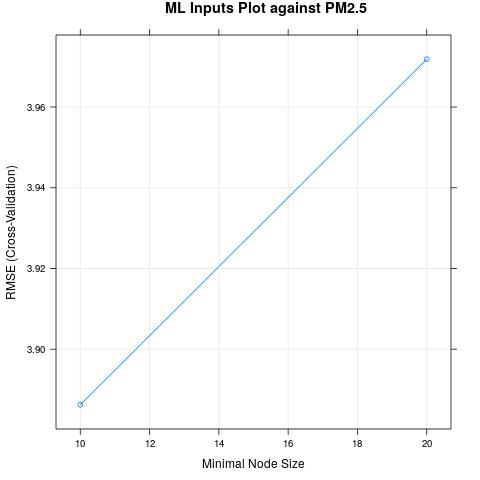 ML Inputs Plot against PM2.5
RMSE (Cross-Validation)
3.96
3.94
3.92
3.90
10 12 14 16 18 20
Minimal Node Size